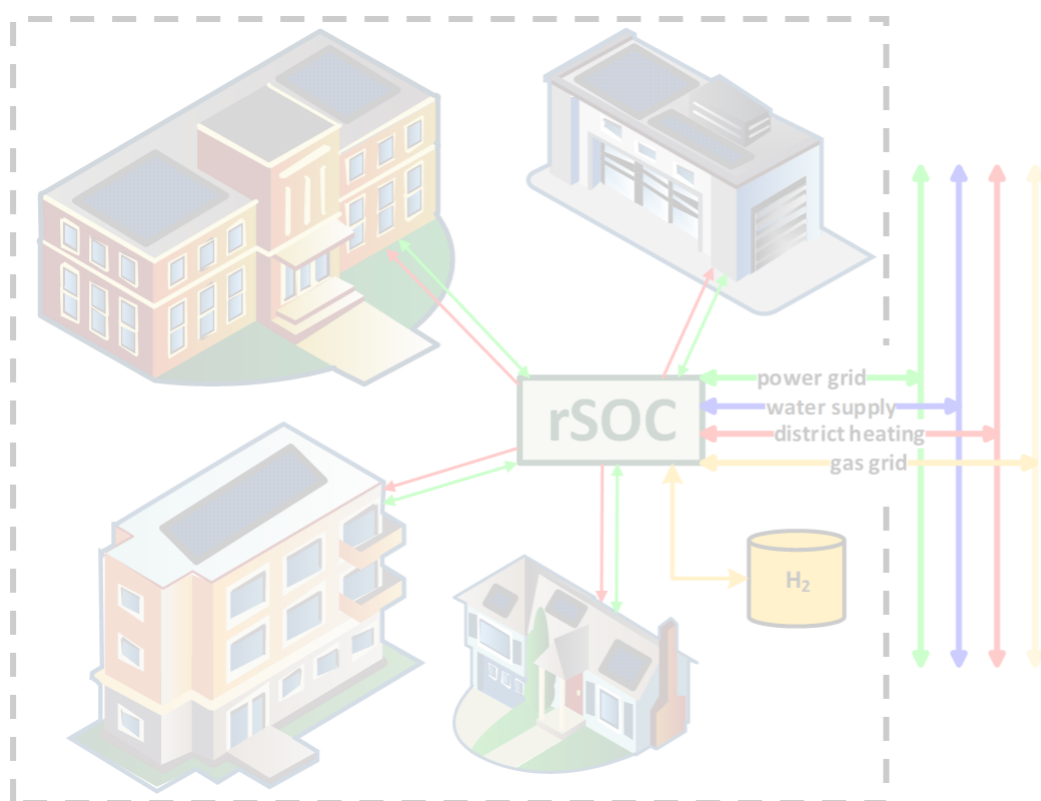 power grid
water supply
rSOC
district heating
gas grid
H₂